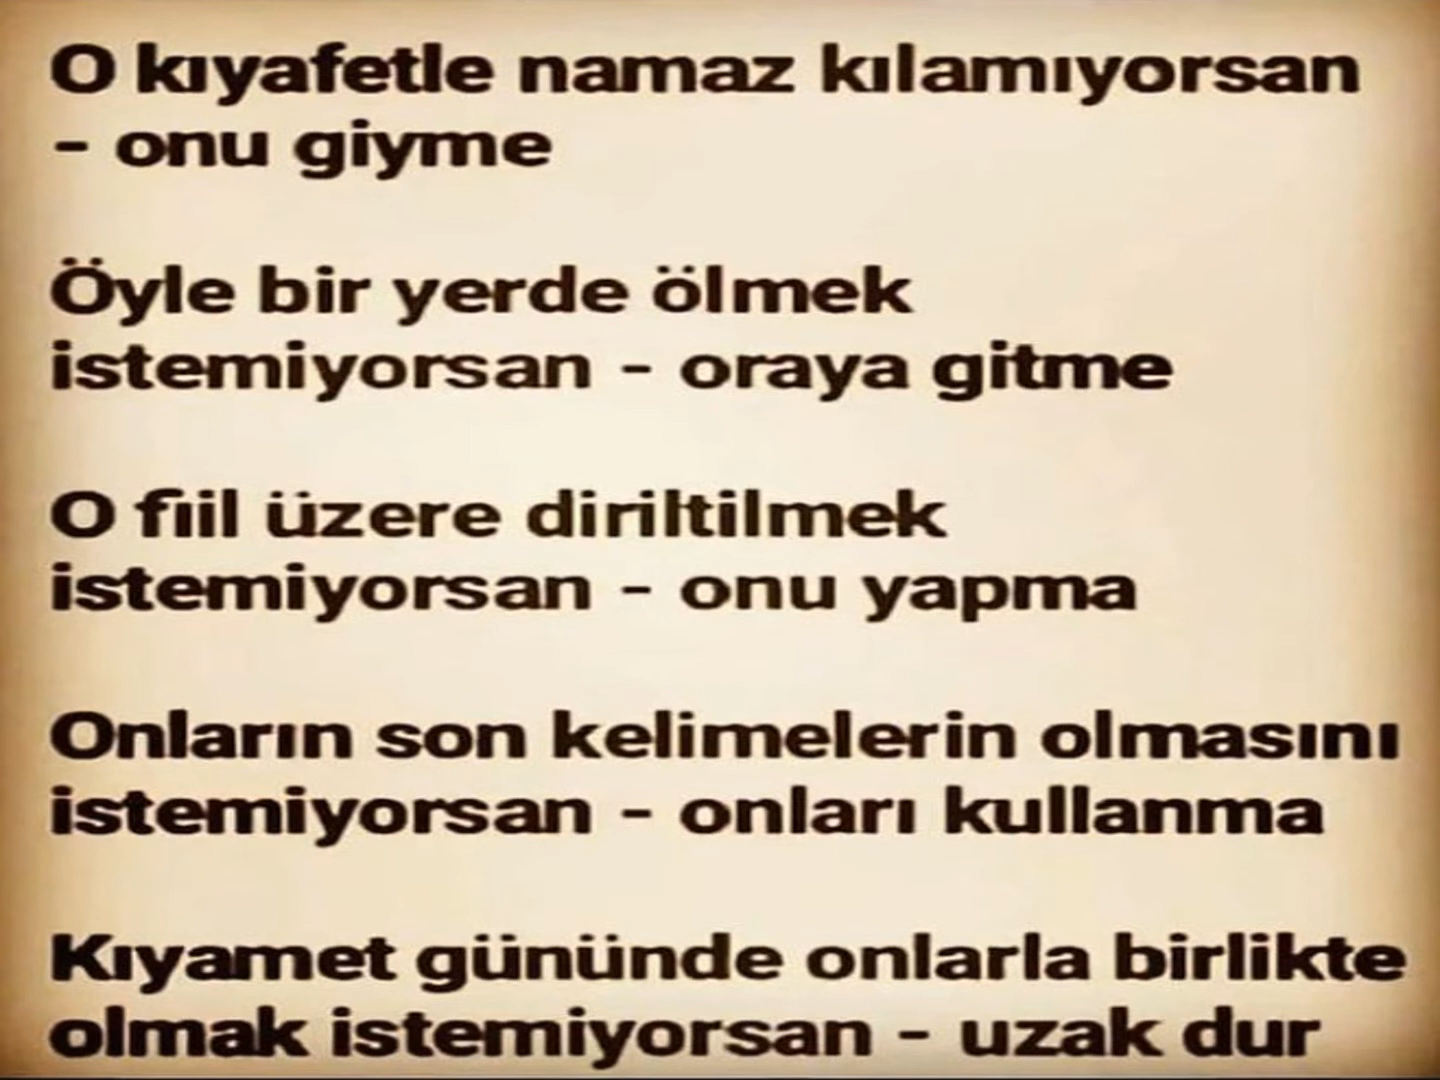 O kıyafetle namaz kılamıyorsan
- onu giyme
Öyle bir yerde ölmek
istemiyorsan - oraya gitme
O fiil üzere diriltilmek
istemiyorsan - onu yapma
Onların son kelimelerin olmasını
istemiyorsan - onları kullanma
Kıyamet gününde onlarla birlikte
olmak istemiyorsan - uzak dur